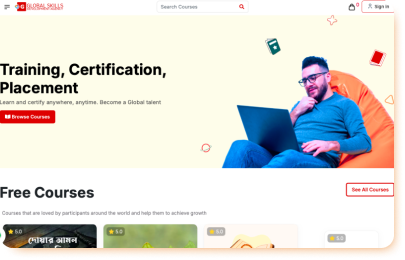 GLOBAL SKILLS
Search Courses
0
Sign In
Training, Certification,
Placement
Learn and certify anywhere, anytime. Become a Global talent
Browse Courses
Free Courses
See All Courses
Courses that are loved by participants around the world and help them to achieve growth
5.0
5.0
5.0
5.0
শেয়ার আমল